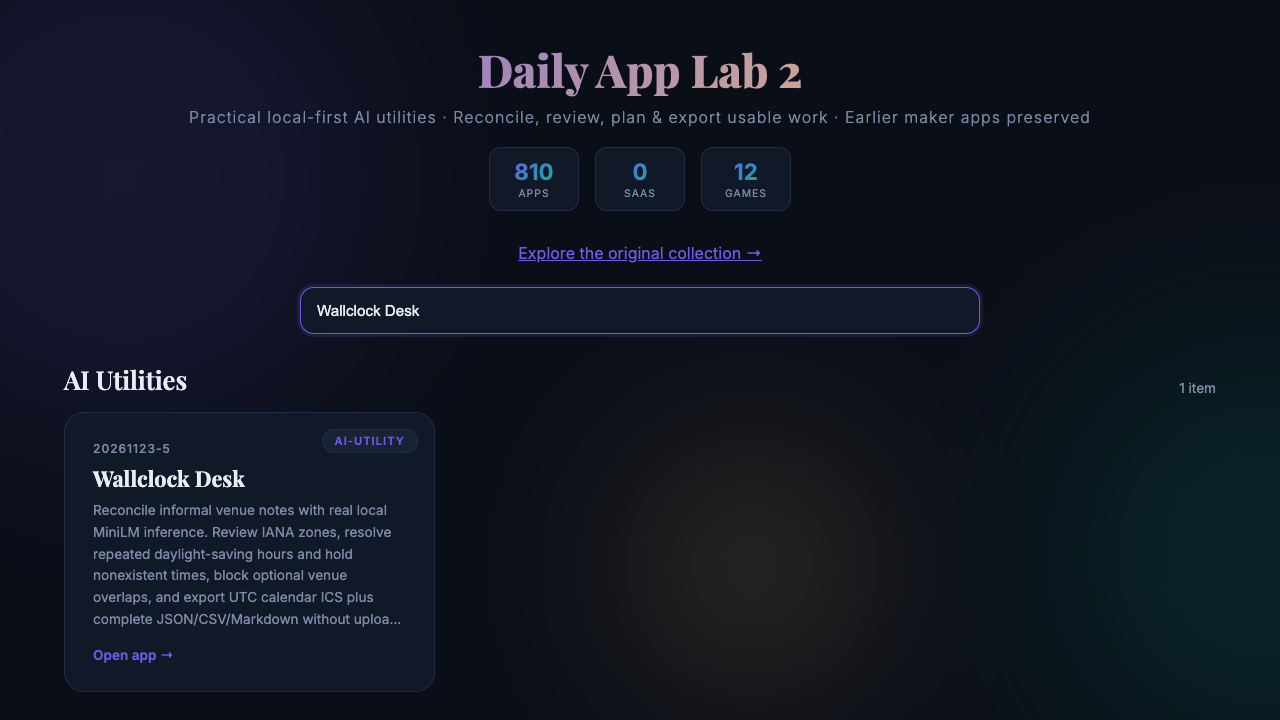 Daily App Lab 2
Practical local-first AI utilities · Reconcile, review, plan & export usable work · Earlier maker apps preserved
810
APPS
0
SAAS
12
GAMES
Explore the original collection →
Wallclock Desk
AI Utilities
1 item
20261123-5
AI-UTILITY
Wallclock Desk
Reconcile informal venue notes with real local
MiniLM inference. Review IANA zones, resolve
repeated daylight-saving hours and hold
nonexistent times, block optional venue
overlaps, and export UTC calendar ICS plus
complete JSON/CSV/Markdown without uploa...
Open app →